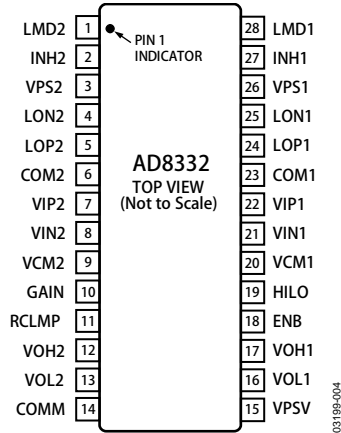 LMD2 1 28 LMD1
PIN 1
INDICATOR
INH2 2 27 INH1
VPS2 3 26 VPS1
LON2 4 25 LON1
LOP2 5 24 LOP1
AD8332
COM2 6 23 COM1
TOP VIEW
(Not to Scale)
VIP2 7 22 VIP1
VIN2 8 21 VIN1
VCM2 9 20 VCM1
GAIN 10 19 HILO
RCLMP 11 18 ENB
VOH2 12 17 VOH1
VOL2 13 16 VOL1
COMM 14 15 VPSV
03199-004